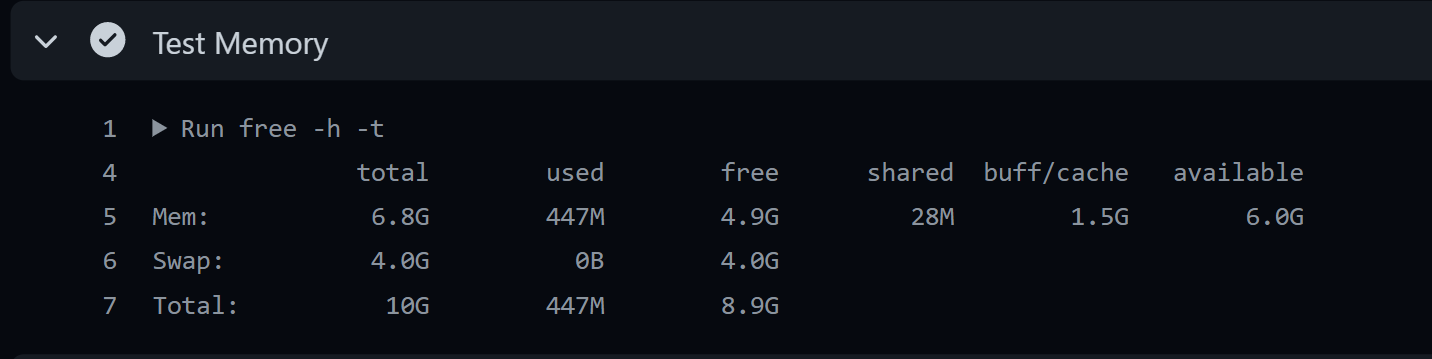 Test Memory
1 Run free -h -t
4 total used free shared buff/cache available
5 Mem: 6.8G 447M 4.9G 28M 1.5G 6.0G
6 Swap: 4.0G 0B 4.0G
7 Total: 10G 447M 8.9G